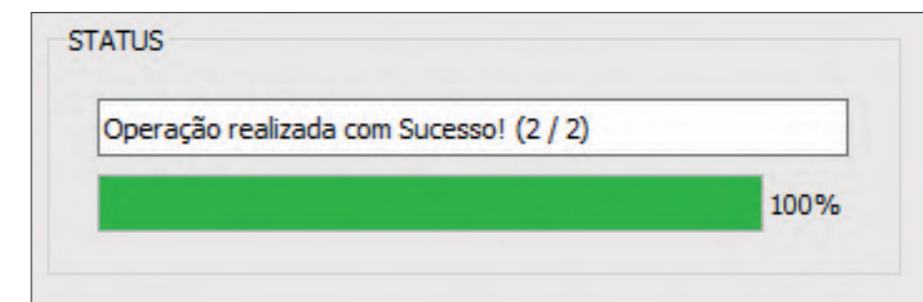 STATUS
Operação realizada com Sucesso! (2 / 2)
100%